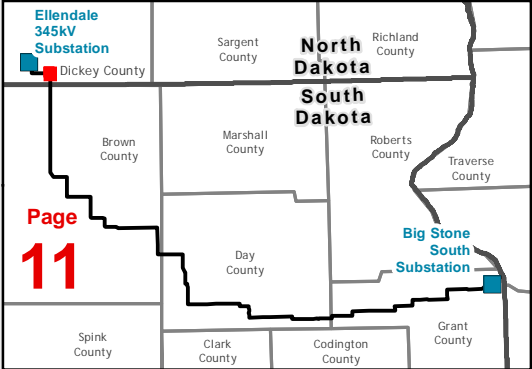 Ellendale
345kV
Substation
Dickey County
Sargent
County
North
Dakota
Richland
County
South
Dakota
Brown
County
Marshall
County
Roberts
County
Traverse
County
Page
11
Day
County
Big Stone
South
Substation
Spink
County
Clark
County
Codington
County
Grant
County